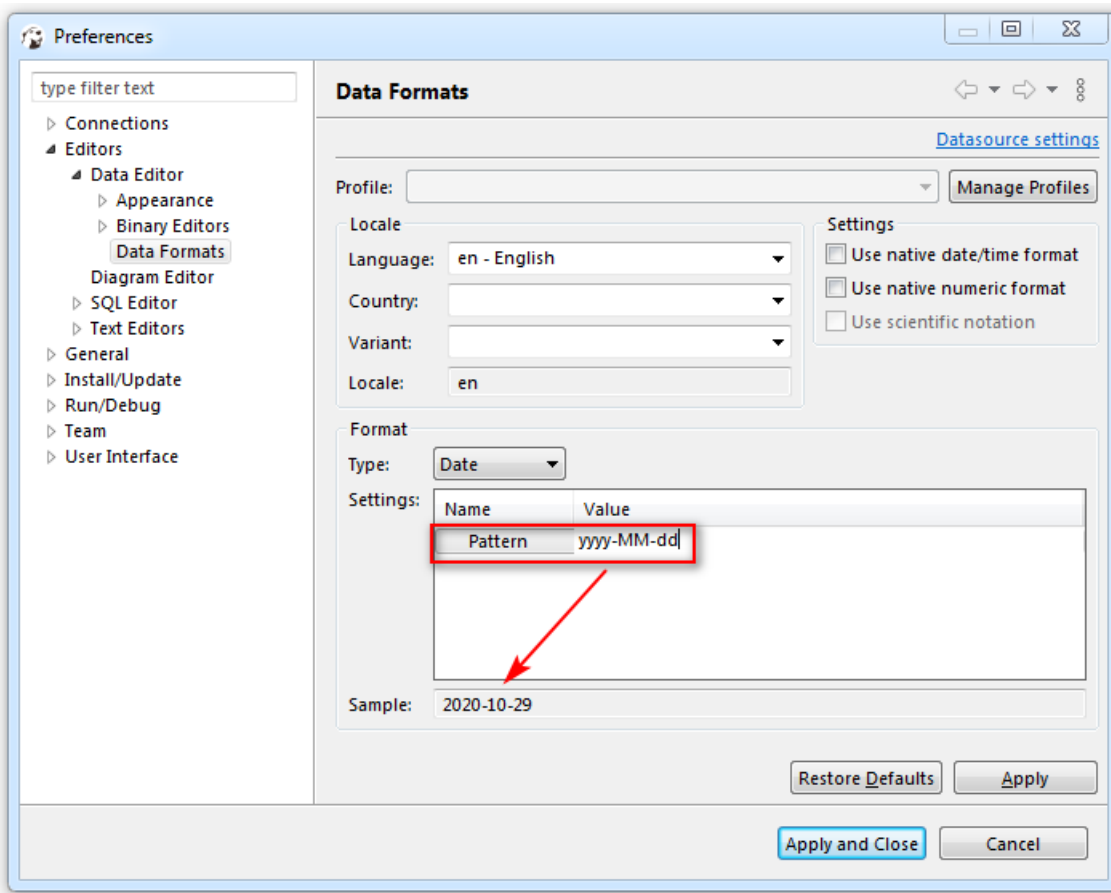 Preferences
type filter text
Connections
Editors
Data Editor
Appearance
Binary Editors
Data Formats
Diagram Editor
SQL Editor
Text Editors
General
Install/Update
Run/Debug
Team
User Interface
Data Formats
Datasource settings
Profile: Manage Profiles
Locale
Language: en - English
Country:
Variant:
Locale: en
Settings
Use native date/time format
Use native numeric format
Use scientific notation
Format
Type: Date
Settings: Name Value
Pattern yyyy-MM-dd
Sample: 2020-10-29
Restore Defaults Apply
Apply and Close Cancel